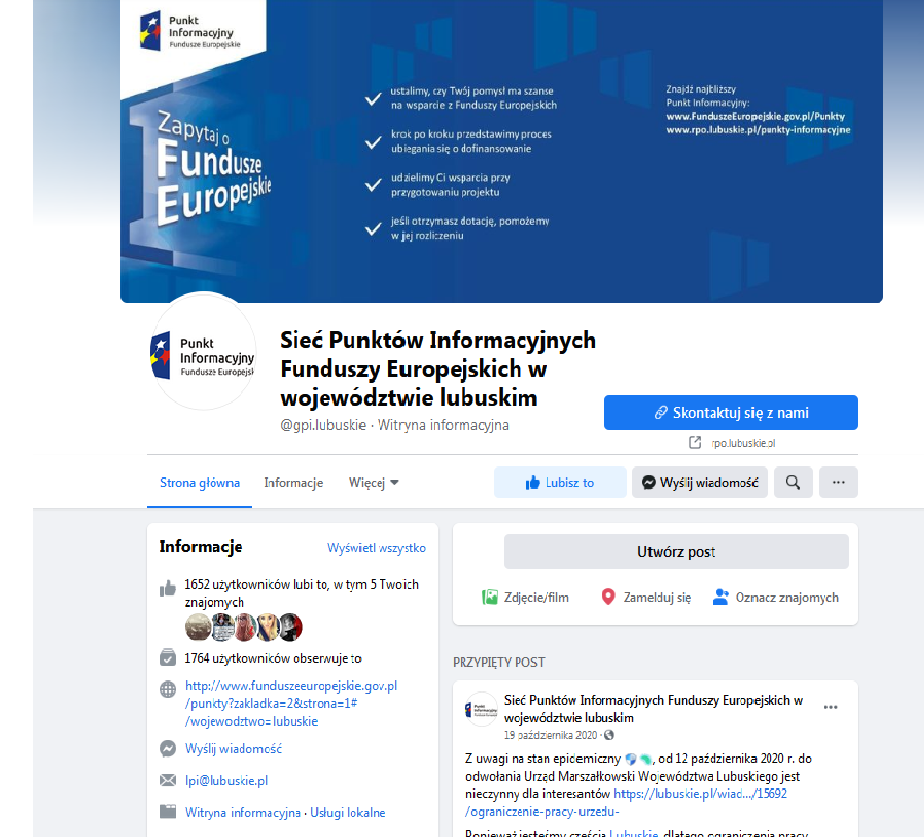 Punkt
Informacyjny
Fundusze Europejskie
Zapytaj o
Fundusze
Europejskie
ustalimy, czy Twój pomysł ma szanse
na wsparcie z Funduszy Europejskich
krok po kroku przedstawimy proces
ubiegania się o dofinansowanie
udzielimy Ci wsparcia przy
przygotowaniu projektu
jeśli otrzymasz dotację, pomożemy
w jej rozliczeniu
Znajdź najbliższy
Punkt Informacyjny:
www.FunduszeEuropejskie.gov.pl/Punkty
www.rpo.lubuskie.pl/punkty-informacyjne
Punkt
Informacyjny
Fundusze Europejsk
Sieć Punktów Informacyjnych
Funduszy Europejskich w
województwie lubuskim
@gpi.lubuskie · Witryna informacyjna
Skontaktuj się z nami
rpo.lubuskie.pl
Strona główna Informacje Więcej
Lubisz to Wyślij wiadomość ...
Informacje Wyświetl wszystko
1652 użytkowników lubi to, w tym 5 Twoich
znajomych
1764 użytkowników obserwuje to
http://www.funduszeeuropejskie.gov.pl
/punkty?zakladka=2&strona=1#
/wojewodztwo=lubuskie
Wyślij wiadomość
lpi@lubuskie.pl
Witryna informacyjna · Usługi lokalne
Utwórz post
Zdjęcie/film Zamelduj się Oznacz znajomych
PRZYPIĘTY POST
Sieć Punktów Informacyjnych Funduszy Europejskich w
województwie lubuskim
19 października 2020 ·
Z uwagi na stan epidemiczny , od 12 października 2020 r. do
odwołania Urząd Marszałkowski Województwa Lubuskiego jest
nieczynny dla interesantów https://lubuskie.pl/wiad.../15692
/ograniczenie-pracy-urzedu-
Ponieważ jesteśmy częścią Lubuskie, dlatego ograniczenia pracy